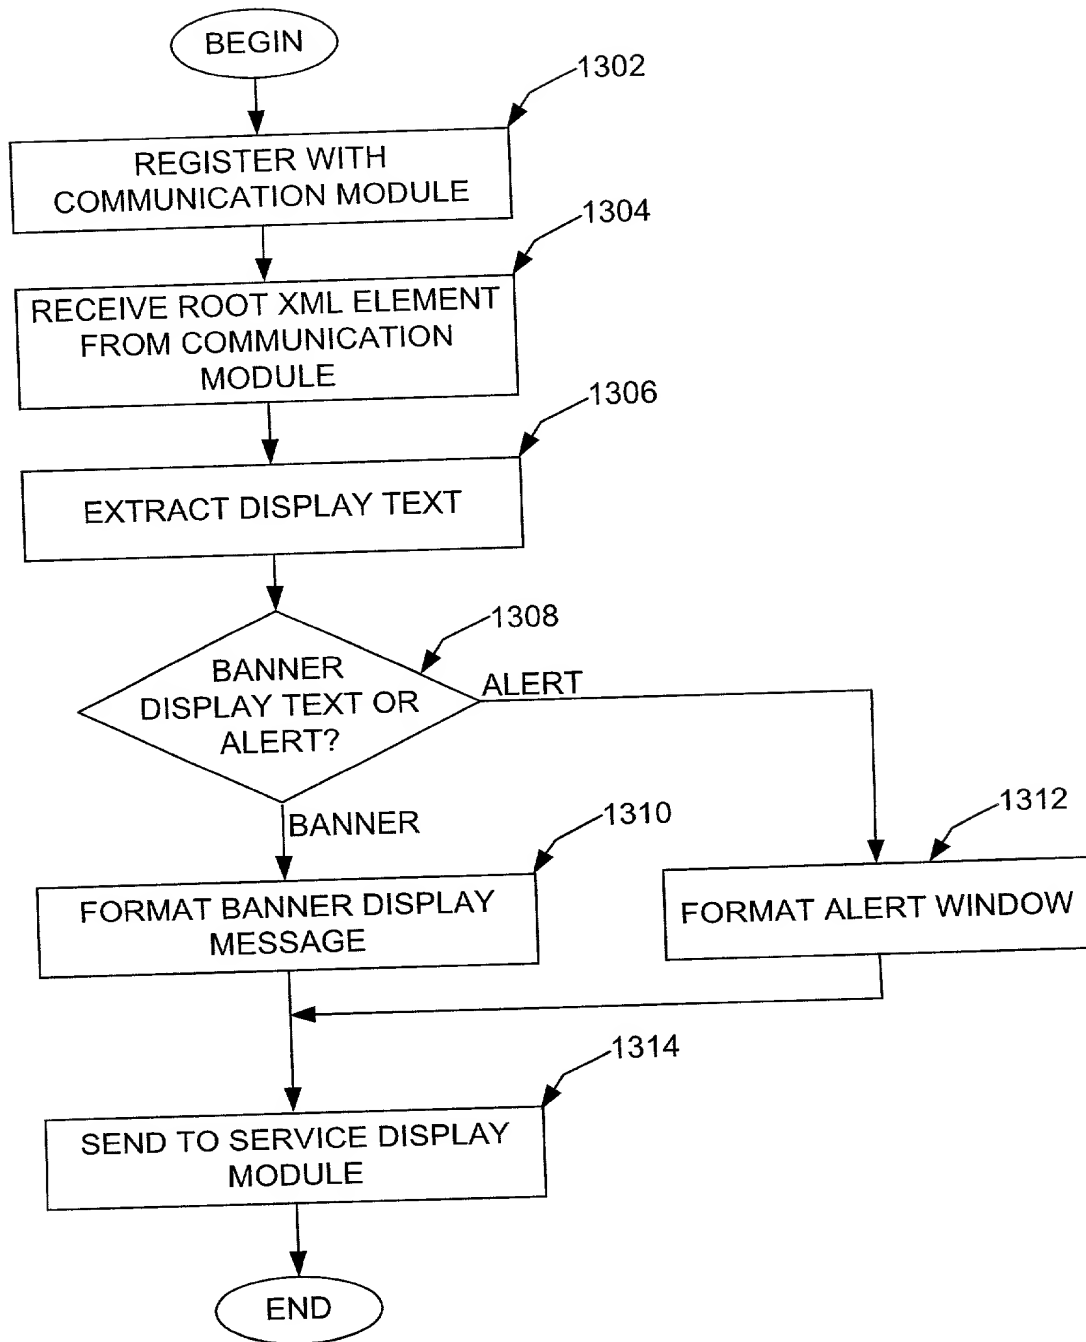 BEGIN
1302
REGISTER WITH
COMMUNICATION MODULE
1304
RECEIVE ROOT XML ELEMENT
FROM COMMUNICATION
MODULE
1306
EXTRACT DISPLAY TEXT
1308
BANNER
DISPLAY TEXT OR
ALERT?
ALERT
BANNER
1310
1312
FORMAT BANNER DISPLAY
MESSAGE
FORMAT ALERT WINDOW
1314
SEND TO SERVICE DISPLAY
MODULE
END